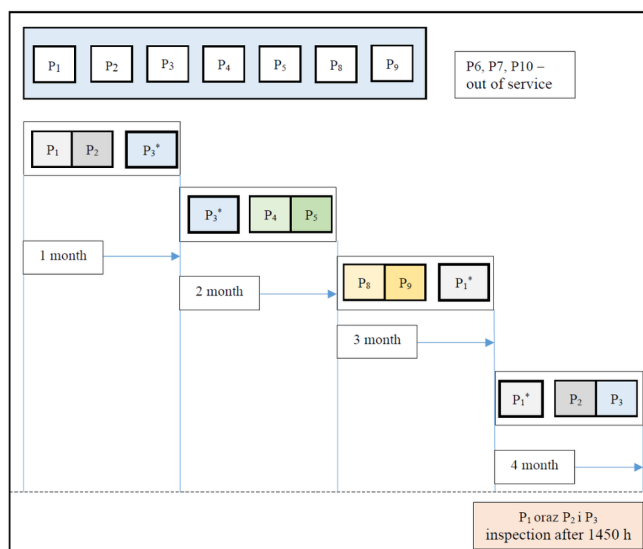 P₁ P₂ P₃ P₄ P₅ P₈ P₉
P6, P7, P10 –
out of service
P₁ P₂ P₃*
P₃* P₄ P₅
1 month
P₈ P₉ P₁*
2 month
3 month
P₁* P₂ P₃
4 month
P₁ oraz P₂ i P₃
inspection after 1450 h